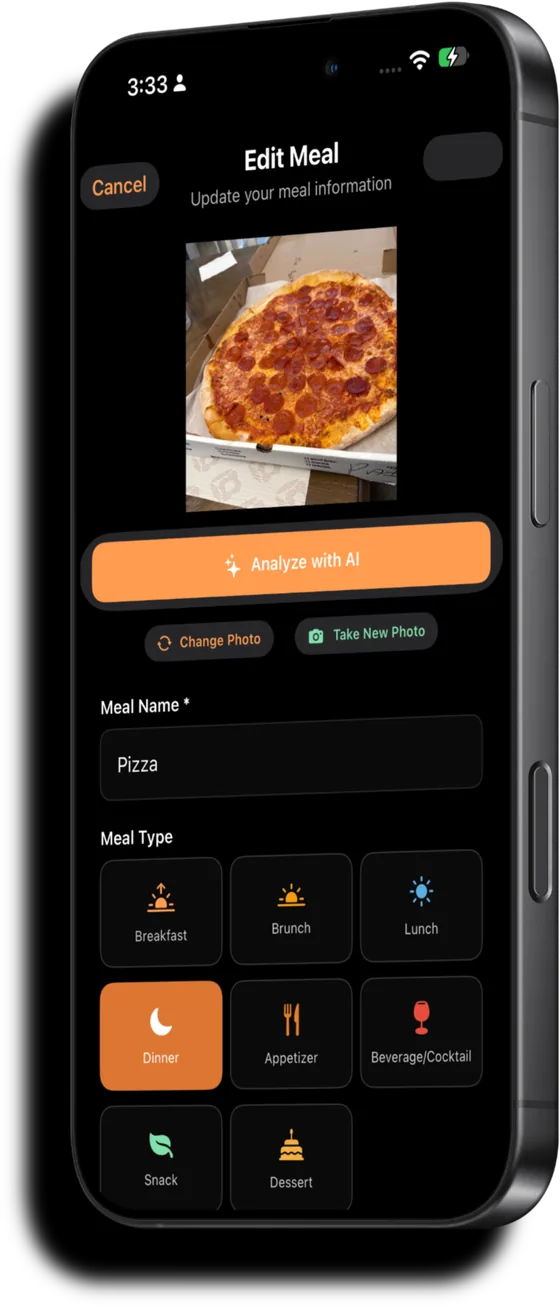 3:33
Edit Meal
Cancel
Update your meal information
Analyze with AI
Change Photo
Take New Photo
Meal Name *
Pizza
Meal Type
Breakfast
Brunch
Lunch
Dinner
Appetizer
Beverage/Cocktail
Snack
Dessert